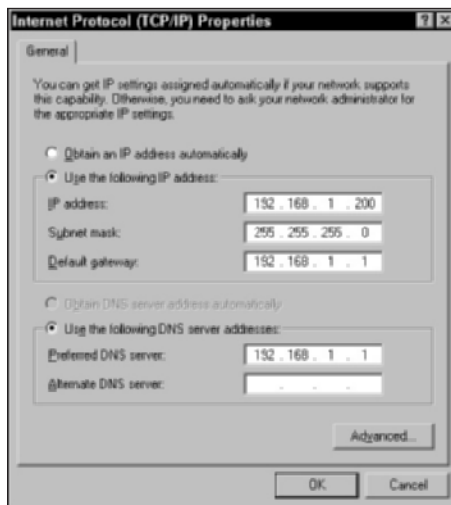 Internet Protocol (TCP/IP) Properties
General
You can get IP settings assigned automatically if your network supports
this capability. Otherwise, you need to ask your network administrator for
the appropriate IP settings.
Obtain an IP address automatically
Use the following IP address:
IP address: 192 . 168 . 1 . 200
Subnet mask: 255 . 255 . 255 . 0
Default gateway: 192 . 168 . 1 . 1
Obtain DNS server address automatically
Use the following DNS server addresses:
Preferred DNS server: 192 . 168 . 1 . 1
Alternate DNS server: . . .
Advanced...
OK Cancel